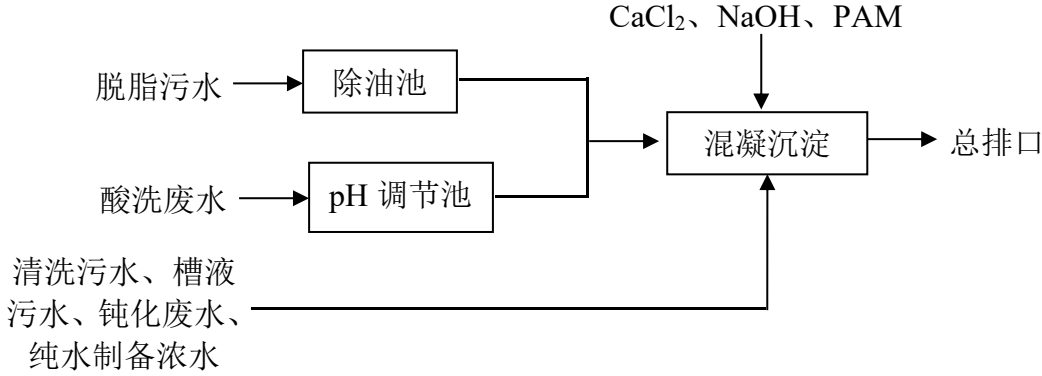 CaCl₂、NaOH、PAM
脱脂污水
除油池
混凝沉淀
总排口
酸洗废水
pH 调节池
清洗污水、槽液
污水、钝化废水、
纯水制备浓水